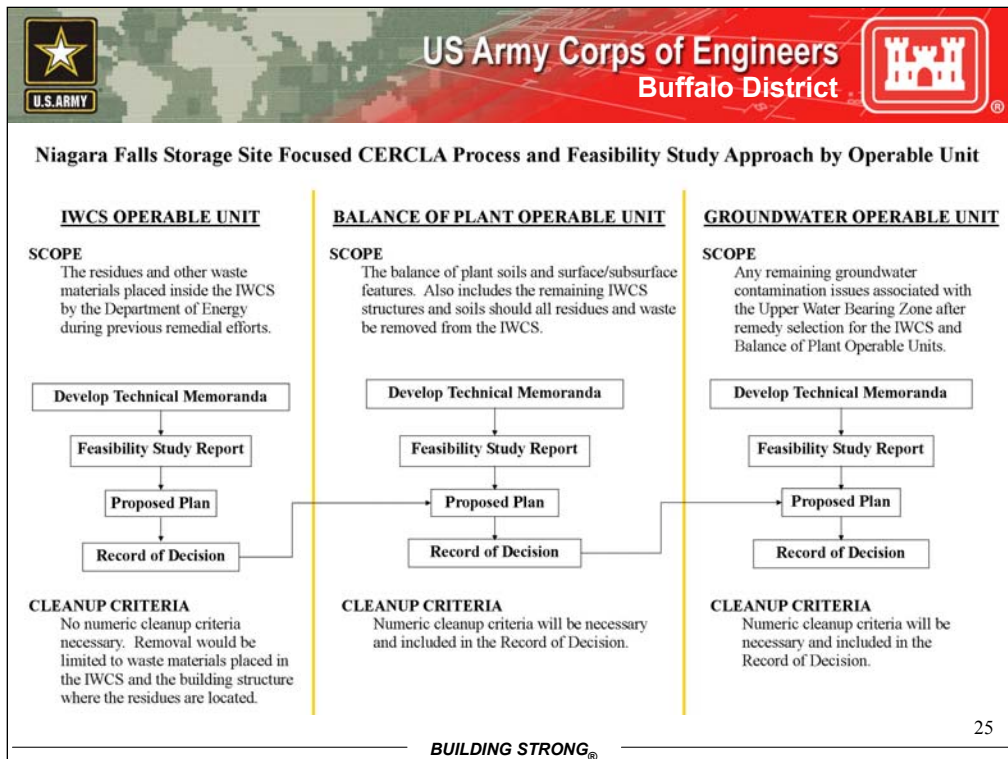 U.S.ARMY
US Army Corps of Engineers
Buffalo District
®
Niagara Falls Storage Site Focused CERCLA Process and Feasibility Study Approach by Operable Unit
IWCS OPERABLE UNIT
SCOPE
The residues and other waste
materials placed inside the IWCS
by the Department of Energy
during previous remedial efforts.
Develop Technical Memoranda
Feasibility Study Report
Proposed Plan
Record of Decision
CLEANUP CRITERIA
No numeric cleanup criteria
necessary. Removal would be
limited to waste materials placed in
the IWCS and the building structure
where the residues are located.
BALANCE OF PLANT OPERABLE UNIT
SCOPE
The balance of plant soils and surface/subsurface
features. Also includes the remaining IWCS
structures and soils should all residues and waste
be removed from the IWCS.
Develop Technical Memoranda
Feasibility Study Report
Proposed Plan
Record of Decision
CLEANUP CRITERIA
Numeric cleanup criteria will be necessary
and included in the Record of Decision.
GROUNDWATER OPERABLE UNIT
SCOPE
Any remaining groundwater
contamination issues associated with
the Upper Water Bearing Zone after
remedy selection for the IWCS and
Balance of Plant Operable Units.
Develop Technical Memoranda
Feasibility Study Report
Proposed Plan
Record of Decision
CLEANUP CRITERIA
Numeric cleanup criteria will be
necessary and included in the
Record of Decision.
25
BUILDING STRONG®